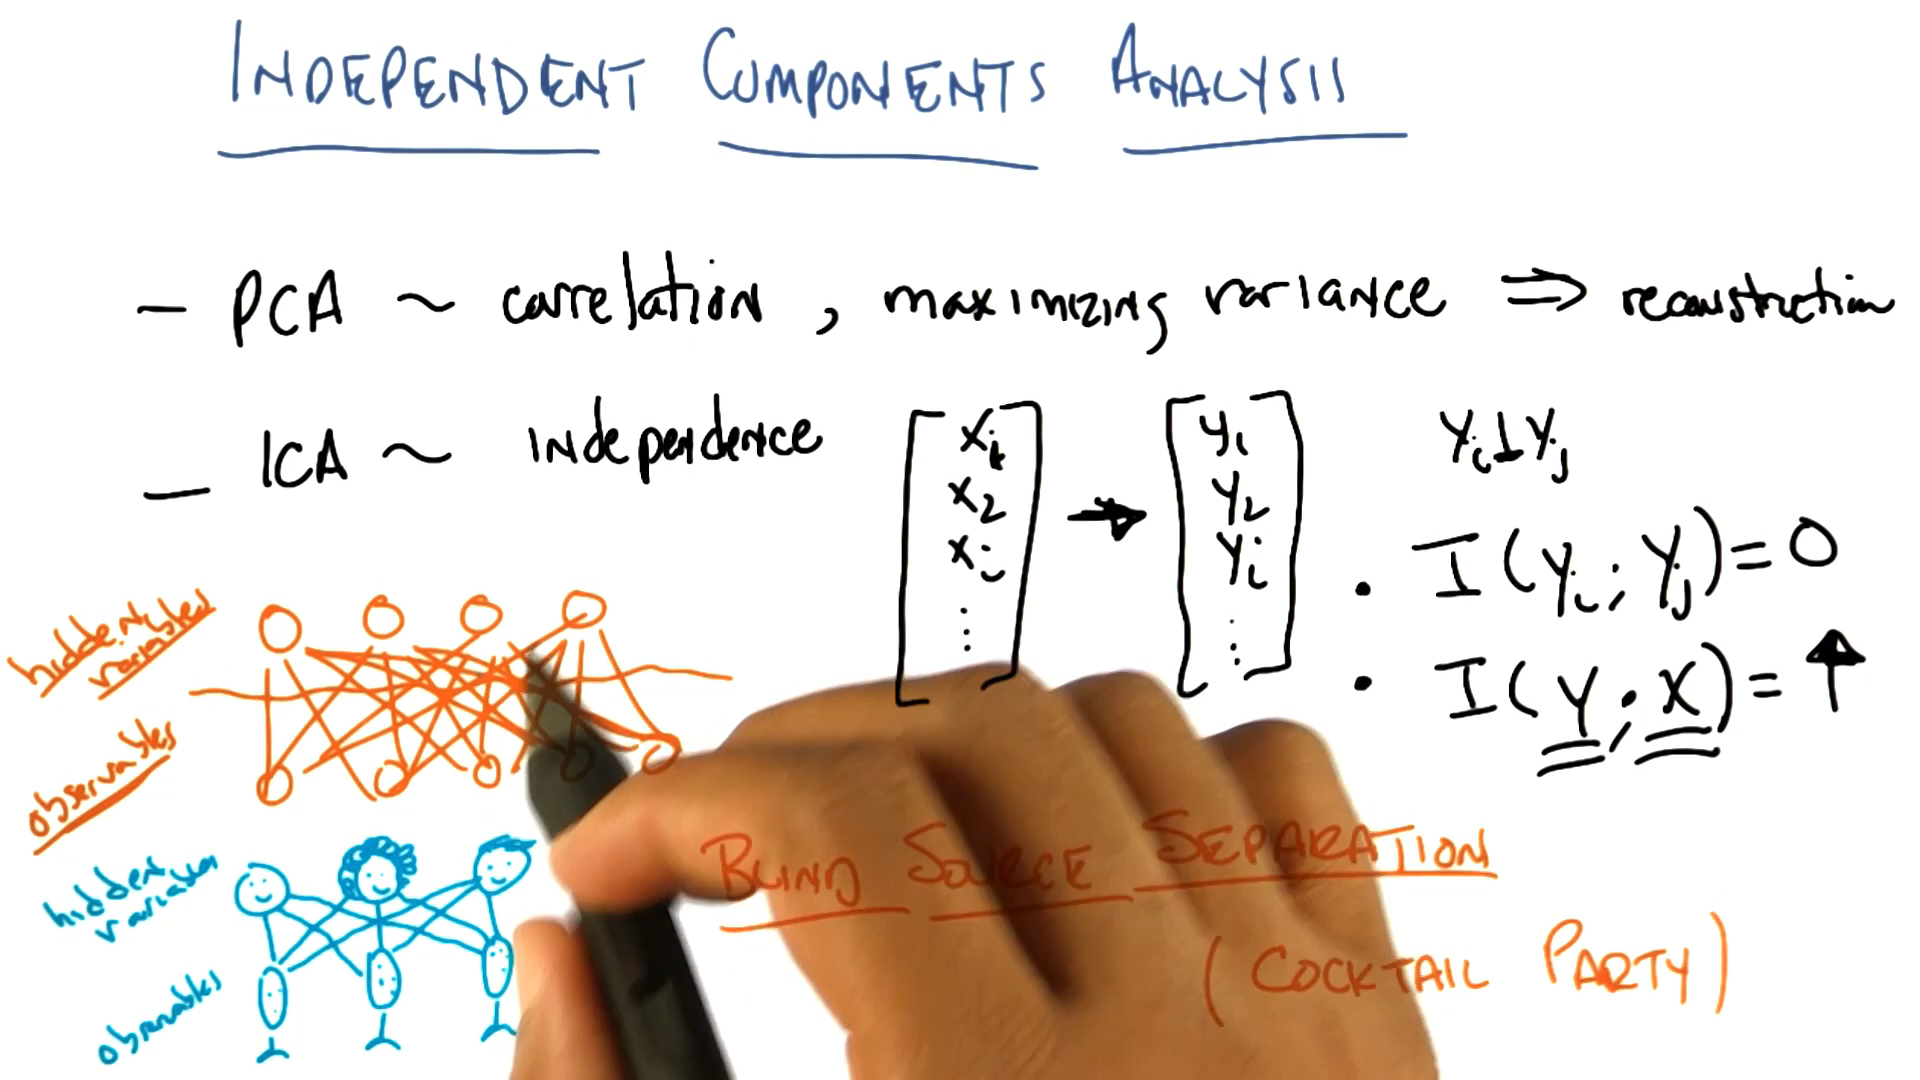 INDEPENDENT COMPONENTS ANALYSIS
– PCA ~ correlation, maximizing variance ⇒ reconstruction
– ICA ~ independence
[x₁ x₂ xᵢ ⋮] → [y₁ y₂ yᵢ ⋮]
yᵢ ⊥ yⱼ
• I(yᵢ; yⱼ) = 0
• I(y; x) = ↑
hidden variables
observables
hidden variables
observables
BLIND SOURCE SEPARATION
(COCKTAIL PARTY)